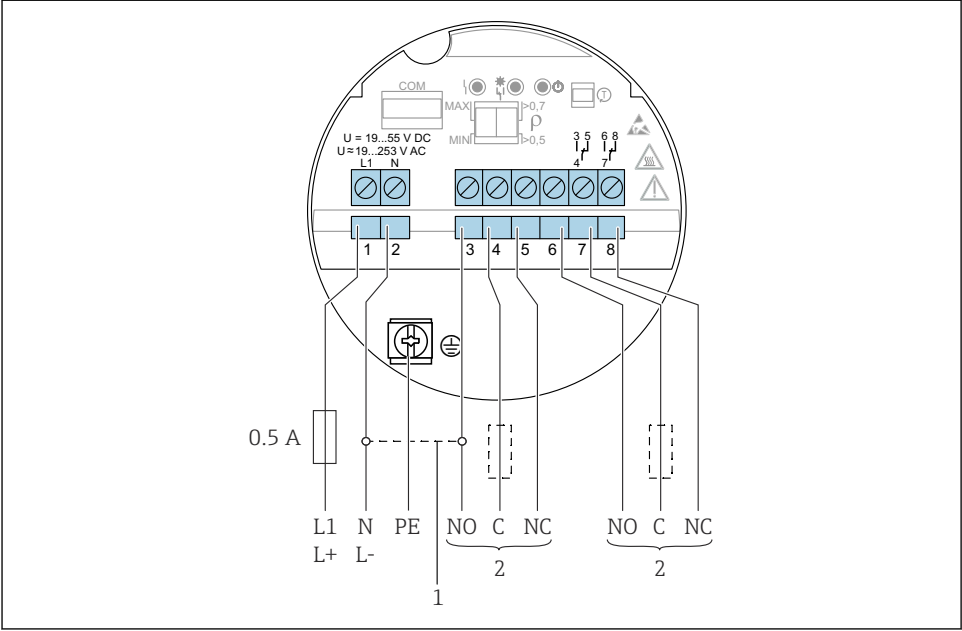 COM
MAX >0,7
ρ
MIN >0,5
T
U = 19...55 V DC
U ≈ 19...253 V AC
L1 N
3 5 6 8
4 7
1 2 3 4 5 6 7 8
0.5 A
L1 N PE NO C NC NO C NC
L+ L-
2 2
1